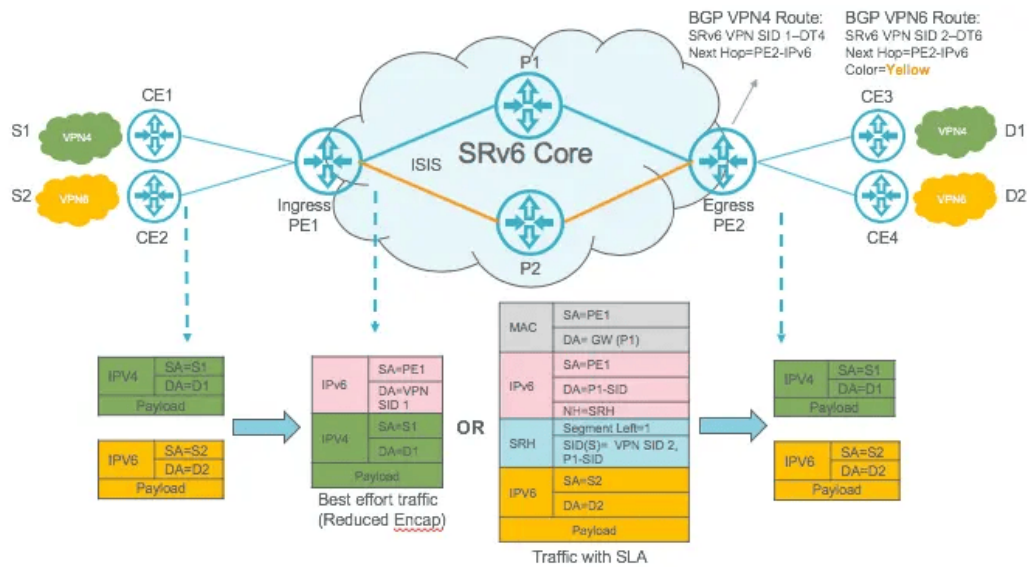 BGP VPN4 Route:
SRv6 VPN SID 1–DT4
Next Hop=PE2-IPv6
BGP VPN6 Route:
SRv6 VPN SID 2–DT6
Next Hop=PE2-IPv6
Color=Yellow
P1
CE1
CE3
S1
VPN4
VPN4
D1
ISIS
SRv6 Core
S2
VPN6
VPN6
D2
Ingress
PE1
Egress
PE2
CE2
CE4
P2
MAC
SA=PE1
DA= GW (P1)
IPv6
SA=PE1
DA=P1-SID
NH=SRH
SRH
Segment Left=1
SID(S)= VPN SID 2,
P1-SID
IPV6
SA=S2
DA=D2
Payload
Traffic with SLA
IPV4
SA=S1
DA=D1
Payload
IPV6
SA=S2
DA=D2
Payload
IPv6
SA=PE1
DA=VPN
SID 1
IPV4
SA=S1
DA=D1
Best effort traffic
(Reduced Encap)
OR
IPV4
SA=S1
DA=D1
Payload
IPV6
SA=S2
DA=D2
Payload